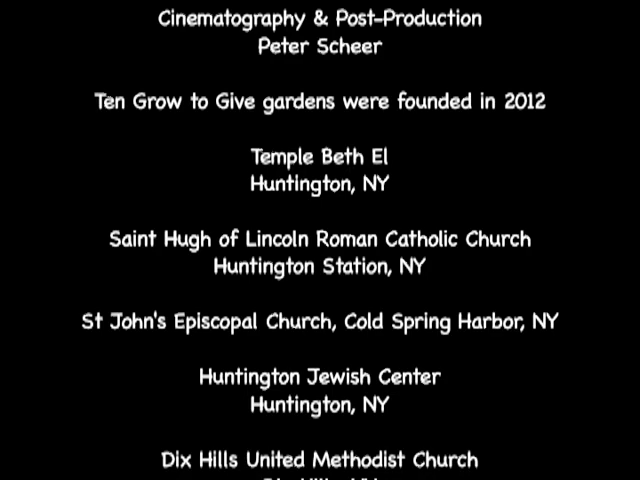 Cinematography & Post-Production
Peter Scheer
Ten Grow to Give gardens were founded in 2012
Temple Beth El
Huntington, NY
Saint Hugh of Lincoln Roman Catholic Church
Huntington Station, NY
St John's Episcopal Church, Cold Spring Harbor, NY
Huntington Jewish Center
Huntington, NY
Dix Hills United Methodist Church